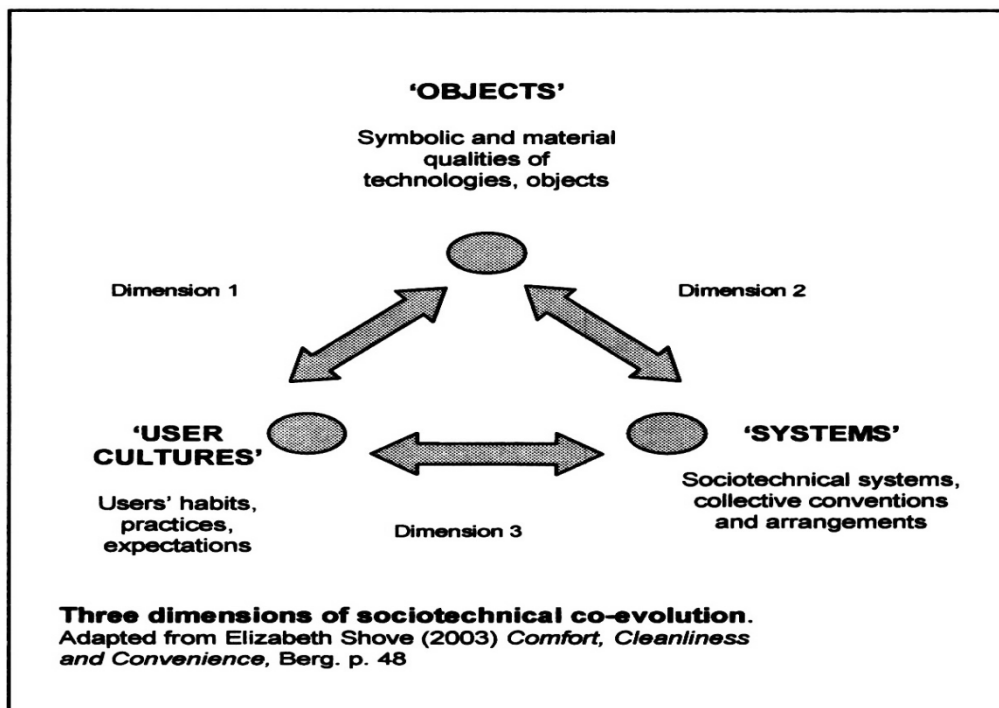 ‘OBJECTS’
Symbolic and material
qualities of
technologies, objects
Dimension 1
Dimension 2
‘USER
CULTURES’
Users’ habits,
practices,
expectations
‘SYSTEMS’
Sociotechnical systems,
collective conventions
and arrangements
Dimension 3
Three dimensions of sociotechnical co-evolution.
Adapted from Elizabeth Shove (2003) Comfort, Cleanliness
and Convenience, Berg. p. 48